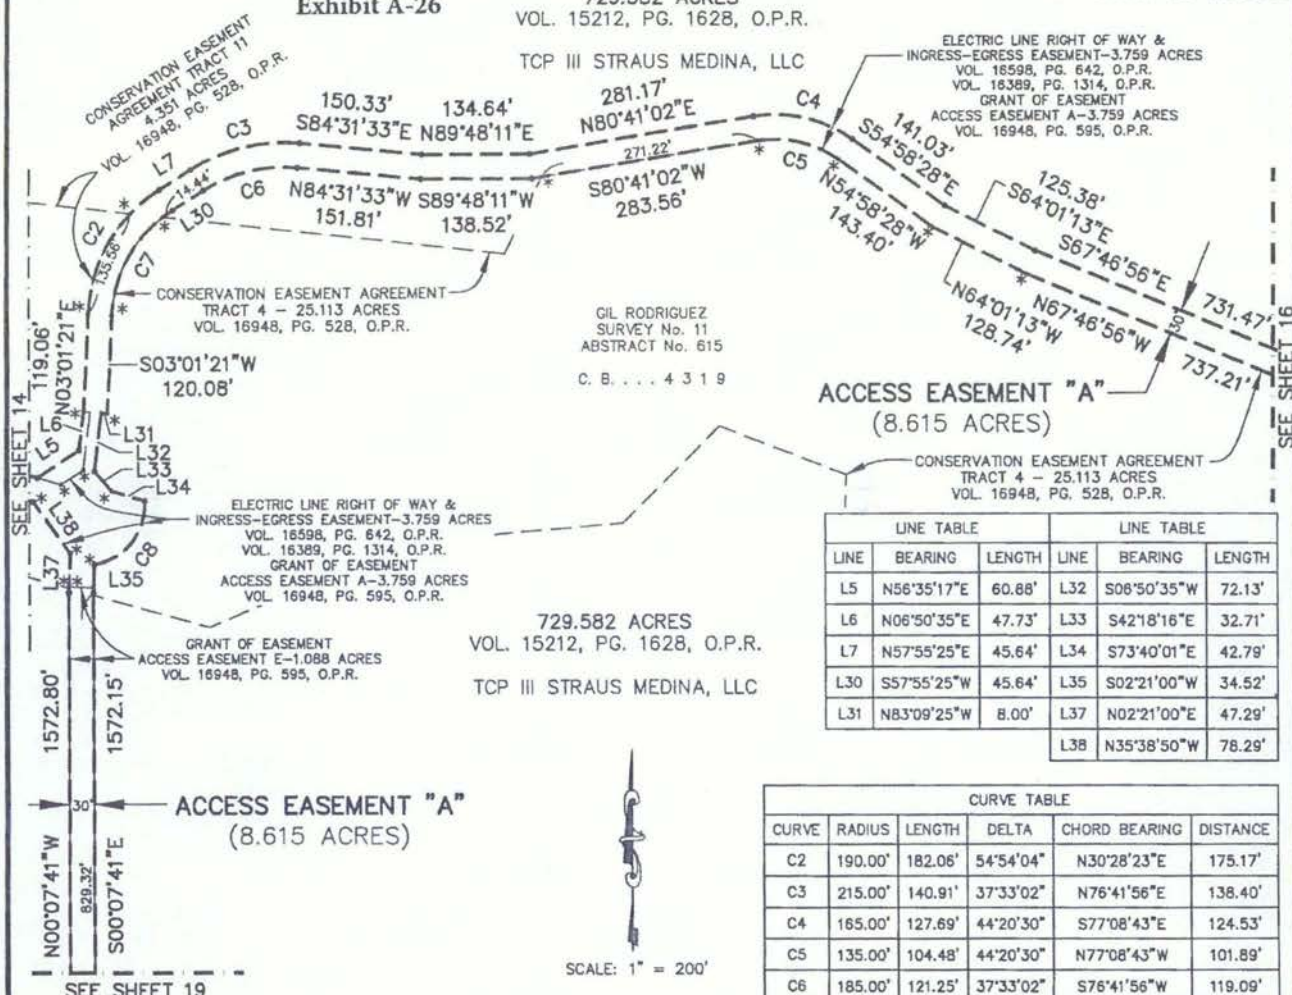 Exhibit A-26
729.582 ACRES
VOL. 15212, PG. 1628, O.P.R.
TCP III STRAUS MEDINA, LLC
CONSERVATION EASEMENT
AGREEMENT TRACT 11
4.351 ACRES
VOL. 16948, PG. 528, O.P.R.
ELECTRIC LINE RIGHT OF WAY &
INGRESS-EGRESS EASEMENT-3.759 ACRES
VOL. 16598, PG. 642, O.P.R.
VOL. 16389, PG. 1314, O.P.R.
GRANT OF EASEMENT
ACCESS EASEMENT A-3.759 ACRES
VOL. 16948, PG. 595, O.P.R.
150.33'
S84°31'33"E
134.64'
N89°48'11"E
281.17'
N80°41'02"E
C4
141.03'
S54°58'28"E
125.38'
S64°01'13"E
S67°46'56"E
731.47'
C3
L7
14.44'
C6
L30
N84°31'33"W
151.81'
S89°48'11"W
138.52'
271.22'
S80°41'02"W
283.56'
C5
N54°58'28"W
143.40'
N64°01'13"W
128.74'
N67°46'56"W
30'
737.21'
SEE SHEET 16
C2
135.56'
C7
CONSERVATION EASEMENT AGREEMENT
TRACT 4 - 25.113 ACRES
VOL. 16948, PG. 528, O.P.R.
GIL RODRIGUEZ
SURVEY No. 11
ABSTRACT No. 615
C. B. . . . 4 3 1 9
ACCESS EASEMENT "A"
(8.615 ACRES)
119.06'
N03°01'21"E
S03°01'21"W
120.08'
SEE SHEET 14
L6
L5
L31
L32
L33
L34
L38
C8
L37
L35
ELECTRIC LINE RIGHT OF WAY &
INGRESS-EGRESS EASEMENT-3.759 ACRES
VOL. 16598, PG. 642, O.P.R.
VOL. 16389, PG. 1314, O.P.R.
GRANT OF EASEMENT
ACCESS EASEMENT A-3.759 ACRES
VOL. 16948, PG. 595, O.P.R.
CONSERVATION EASEMENT AGREEMENT
TRACT 4 - 25.113 ACRES
VOL. 16948, PG. 528, O.P.R.
GRANT OF EASEMENT
ACCESS EASEMENT E-1.088 ACRES
VOL. 16948, PG. 595, O.P.R.
729.582 ACRES
VOL. 15212, PG. 1628, O.P.R.
TCP III STRAUS MEDINA, LLC
LINE TABLE LINE TABLE
LINE BEARING LENGTH LINE BEARING LENGTH
L5 N56°35'17"E 60.88' L32 S06°50'35"W 72.13'
L6 N06°50'35"E 47.73' L33 S42°18'16"E 32.71'
L7 N57°55'25"E 45.64' L34 S73°40'01"E 42.79'
L30 S57°55'25"W 45.64' L35 S02°21'00"W 34.52'
L31 N83°09'25"W 8.00' L37 N02°21'00"E 47.29'
L38 N35°38'50"W 78.29'
1572.80'
1572.15'
30'
ACCESS EASEMENT "A"
(8.615 ACRES)
N00°07'41"W
829.32'
S00°07'41"E
SEE SHEET 19
SCALE: 1" = 200'
CURVE TABLE
CURVE RADIUS LENGTH DELTA CHORD BEARING DISTANCE
C2 190.00' 182.06' 54°54'04" N30°28'23"E 175.17'
C3 215.00' 140.91' 37°33'02" N76°41'56"E 138.40'
C4 165.00' 127.69' 44°20'30" S77°08'43"E 124.53'
C5 135.00' 104.48' 44°20'30" N77°08'43"W 101.89'
C6 185.00' 121.25' 37°33'02" S76°41'56"W 119.09'